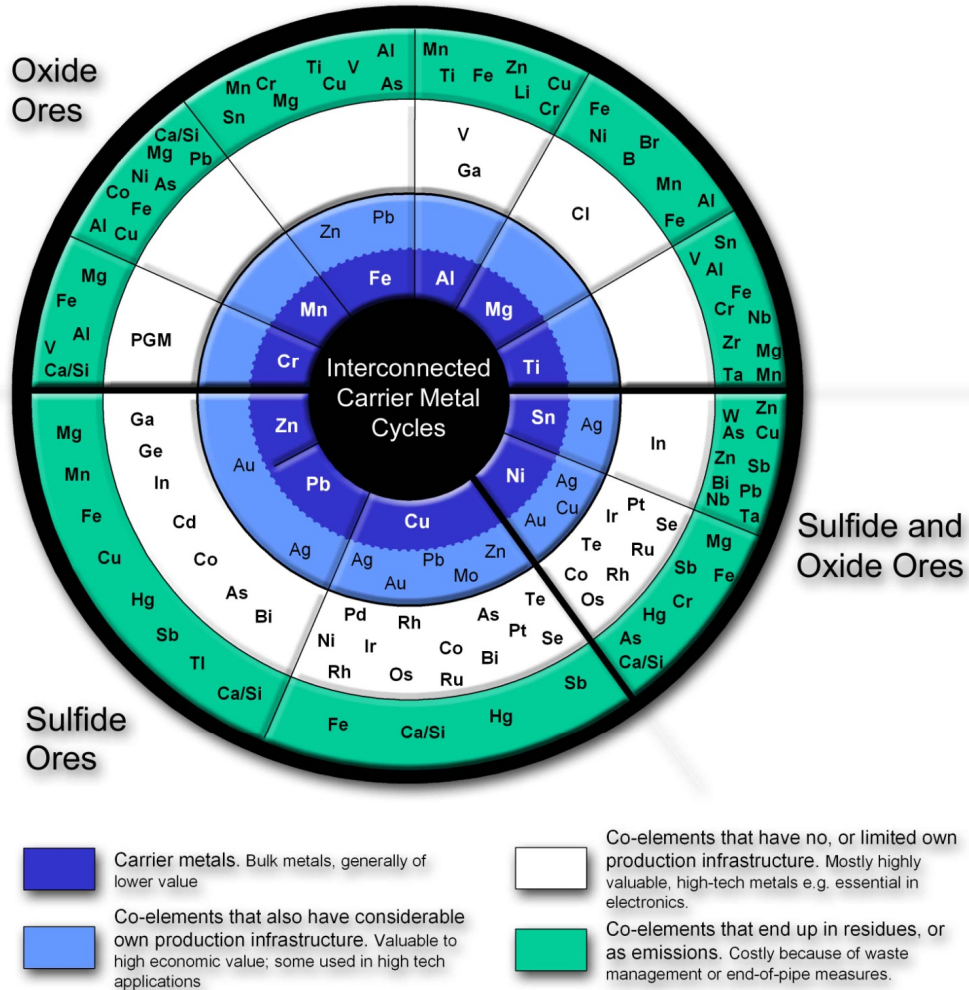 Oxide
Ores
Mn Cr Ti V Al
Sn Mg Cu As
Mn Ti Fe Zn Li Cu Cr
Fe Ni B Br Mn Al Fe
Sn V Al Fe Cr Nb Zr Mg Ta Mn
Ca/Si Mg Pb Ni As Co Fe Al Cu
Mg Fe Al V Ca/Si
V
Ga
Cl
PGM
Zn Pb
Fe Al
Mn Mg
Cr Ti
Interconnected
Carrier Metal
Cycles
Zn Sn
Pb Ni
Cu
Au
Ag
Ag
Ag
Cu
Au
Ag Au Pb Mo Zn
In
Ga
Ge
In
Cd
Co
As
Bi
Ir Pt Se
Te Ru
Co Rh
Os
Pd Rh As Te
Ni Ir Co Pt Se
Rh Os Ru Bi
W Zn
As Cu
Zn Sb
Bi Pb
Nb Ta
Mg
Sb Fe
Cr
Hg
As
Ca/Si
Mg
Mn
Fe
Cu
Hg
Sb
Tl
Ca/Si
Fe Ca/Si Hg Sb
Sulfide and
Oxide Ores
Sulfide
Ores
Carrier metals. Bulk metals, generally of
lower value
Co-elements that also have considerable
own production infrastructure. Valuable to
high economic value; some used in high tech
applications
Co-elements that have no, or limited own
production infrastructure. Mostly highly
valuable, high-tech metals e.g. essential in
electronics.
Co-elements that end up in residues, or
as emissions. Costly because of waste
management or end-of-pipe measures.